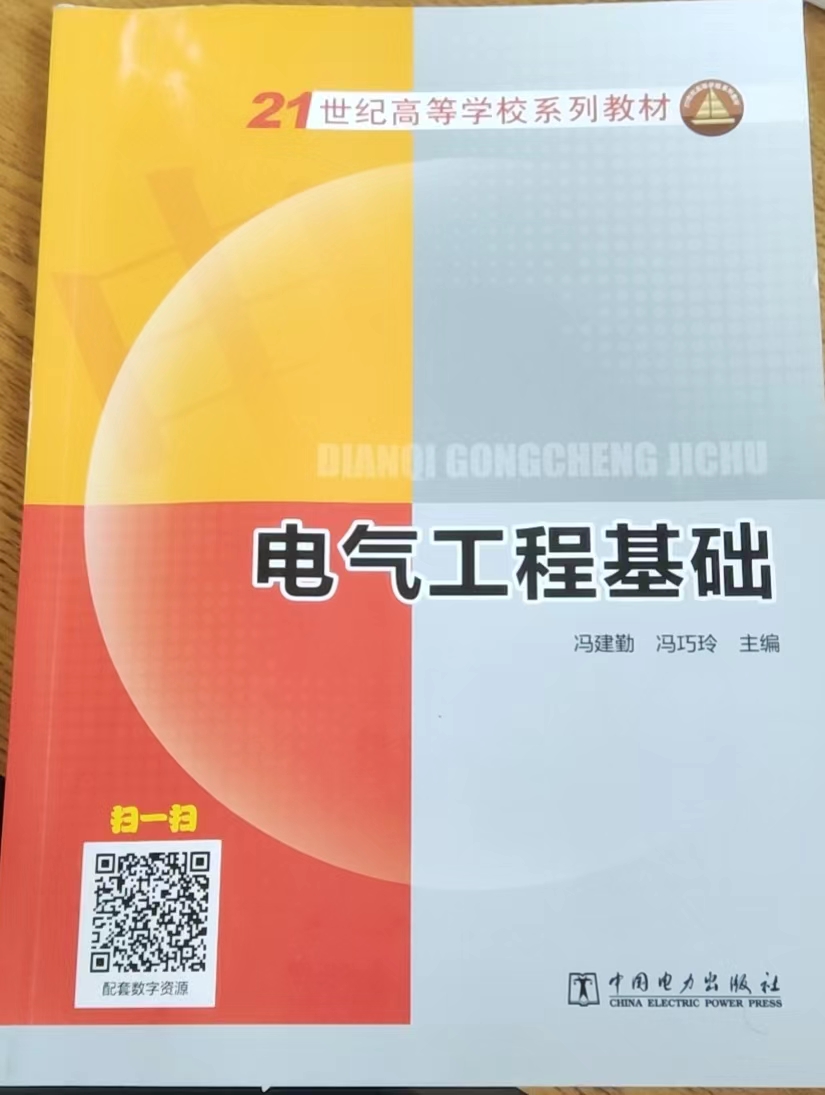 21世纪高等学校系列教材
DIANQI GONGCHENG JICHU
电气工程基础
冯建勤 冯巧玲 主编
扫一扫
配套数字资源
中国电力出版社
CHINA ELECTRIC POWER PRESS